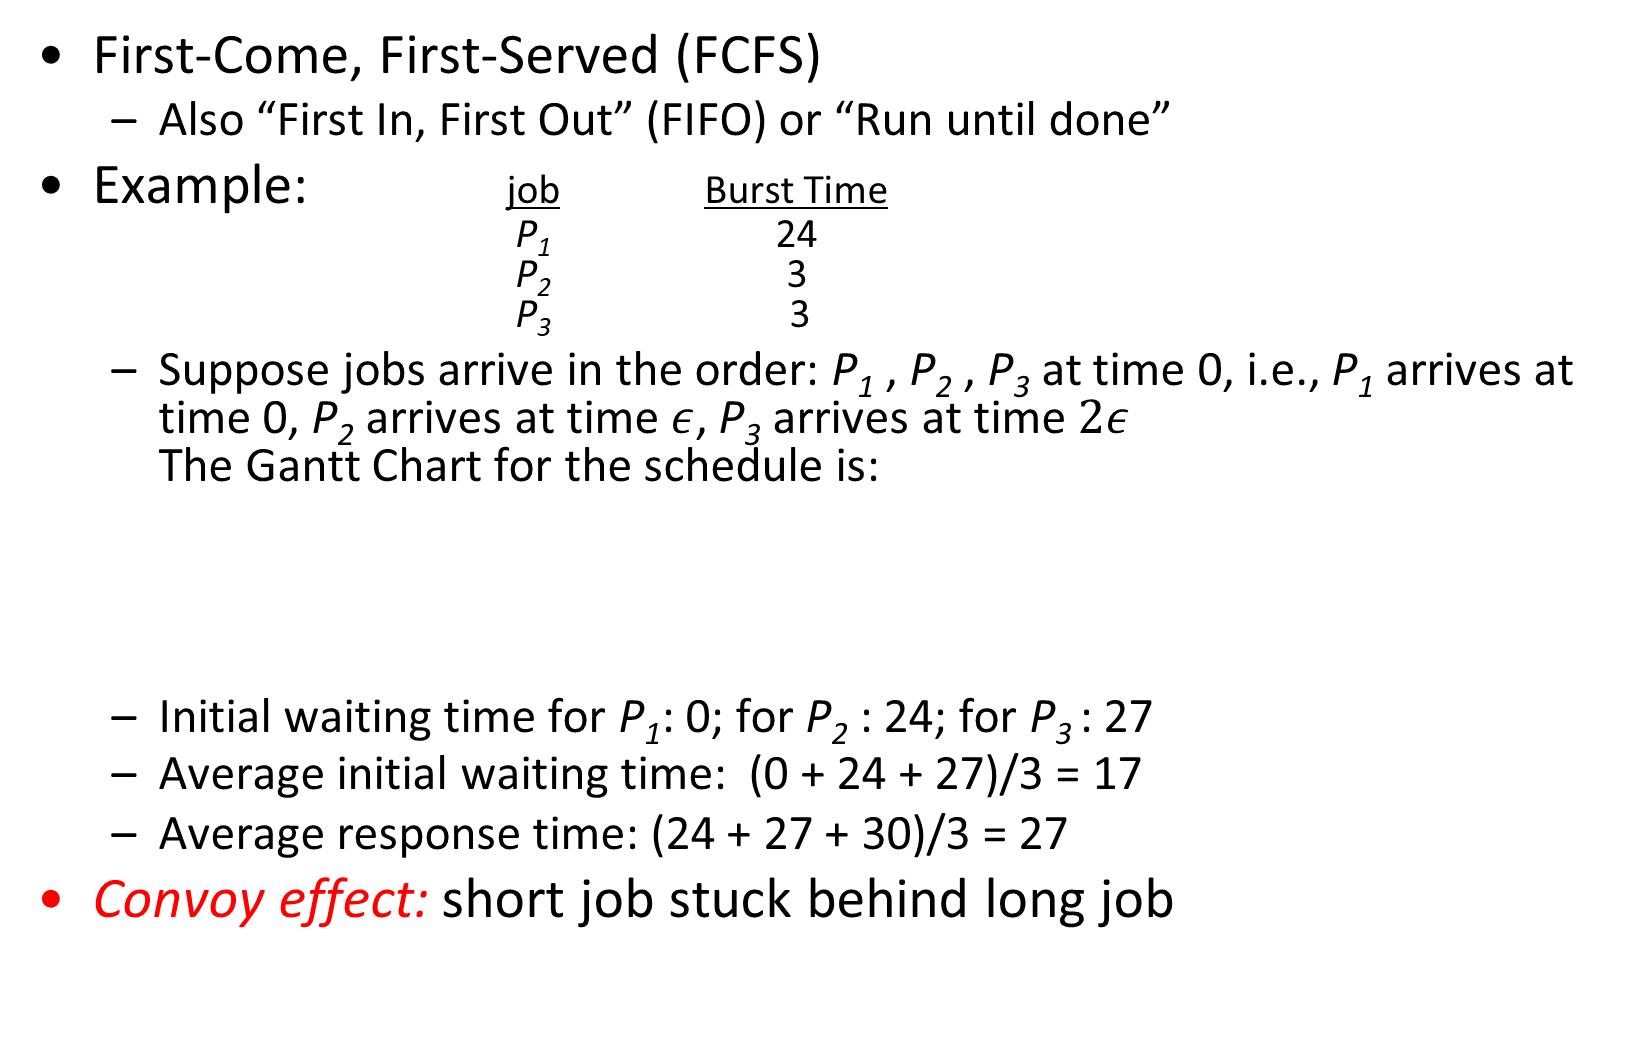 • First-Come, First-Served (FCFS)
– Also “First In, First Out” (FIFO) or “Run until done”
• Example: job Burst Time
P1 24
P2 3
P3 3
– Suppose jobs arrive in the order: P1 , P2 , P3 at time 0, i.e., P1 arrives at
time 0, P2 arrives at time ϵ, P3 arrives at time 2ϵ
The Gantt Chart for the schedule is:
– Initial waiting time for P1: 0; for P2 : 24; for P3 : 27
– Average initial waiting time: (0 + 24 + 27)/3 = 17
– Average response time: (24 + 27 + 30)/3 = 27
• Convoy effect: short job stuck behind long job